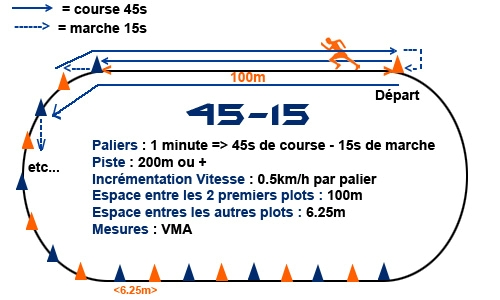 = course 45s
= marche 15s
100m
Départ
45-15
Paliers : 1 minute => 45s de course - 15s de marche
Piste : 200m ou +
Incrémentation Vitesse : 0.5km/h par palier
Espace entre les 2 premiers plots : 100m
Espace entres les autres plots : 6.25m
Mesures : VMA
etc...
<6.25m>